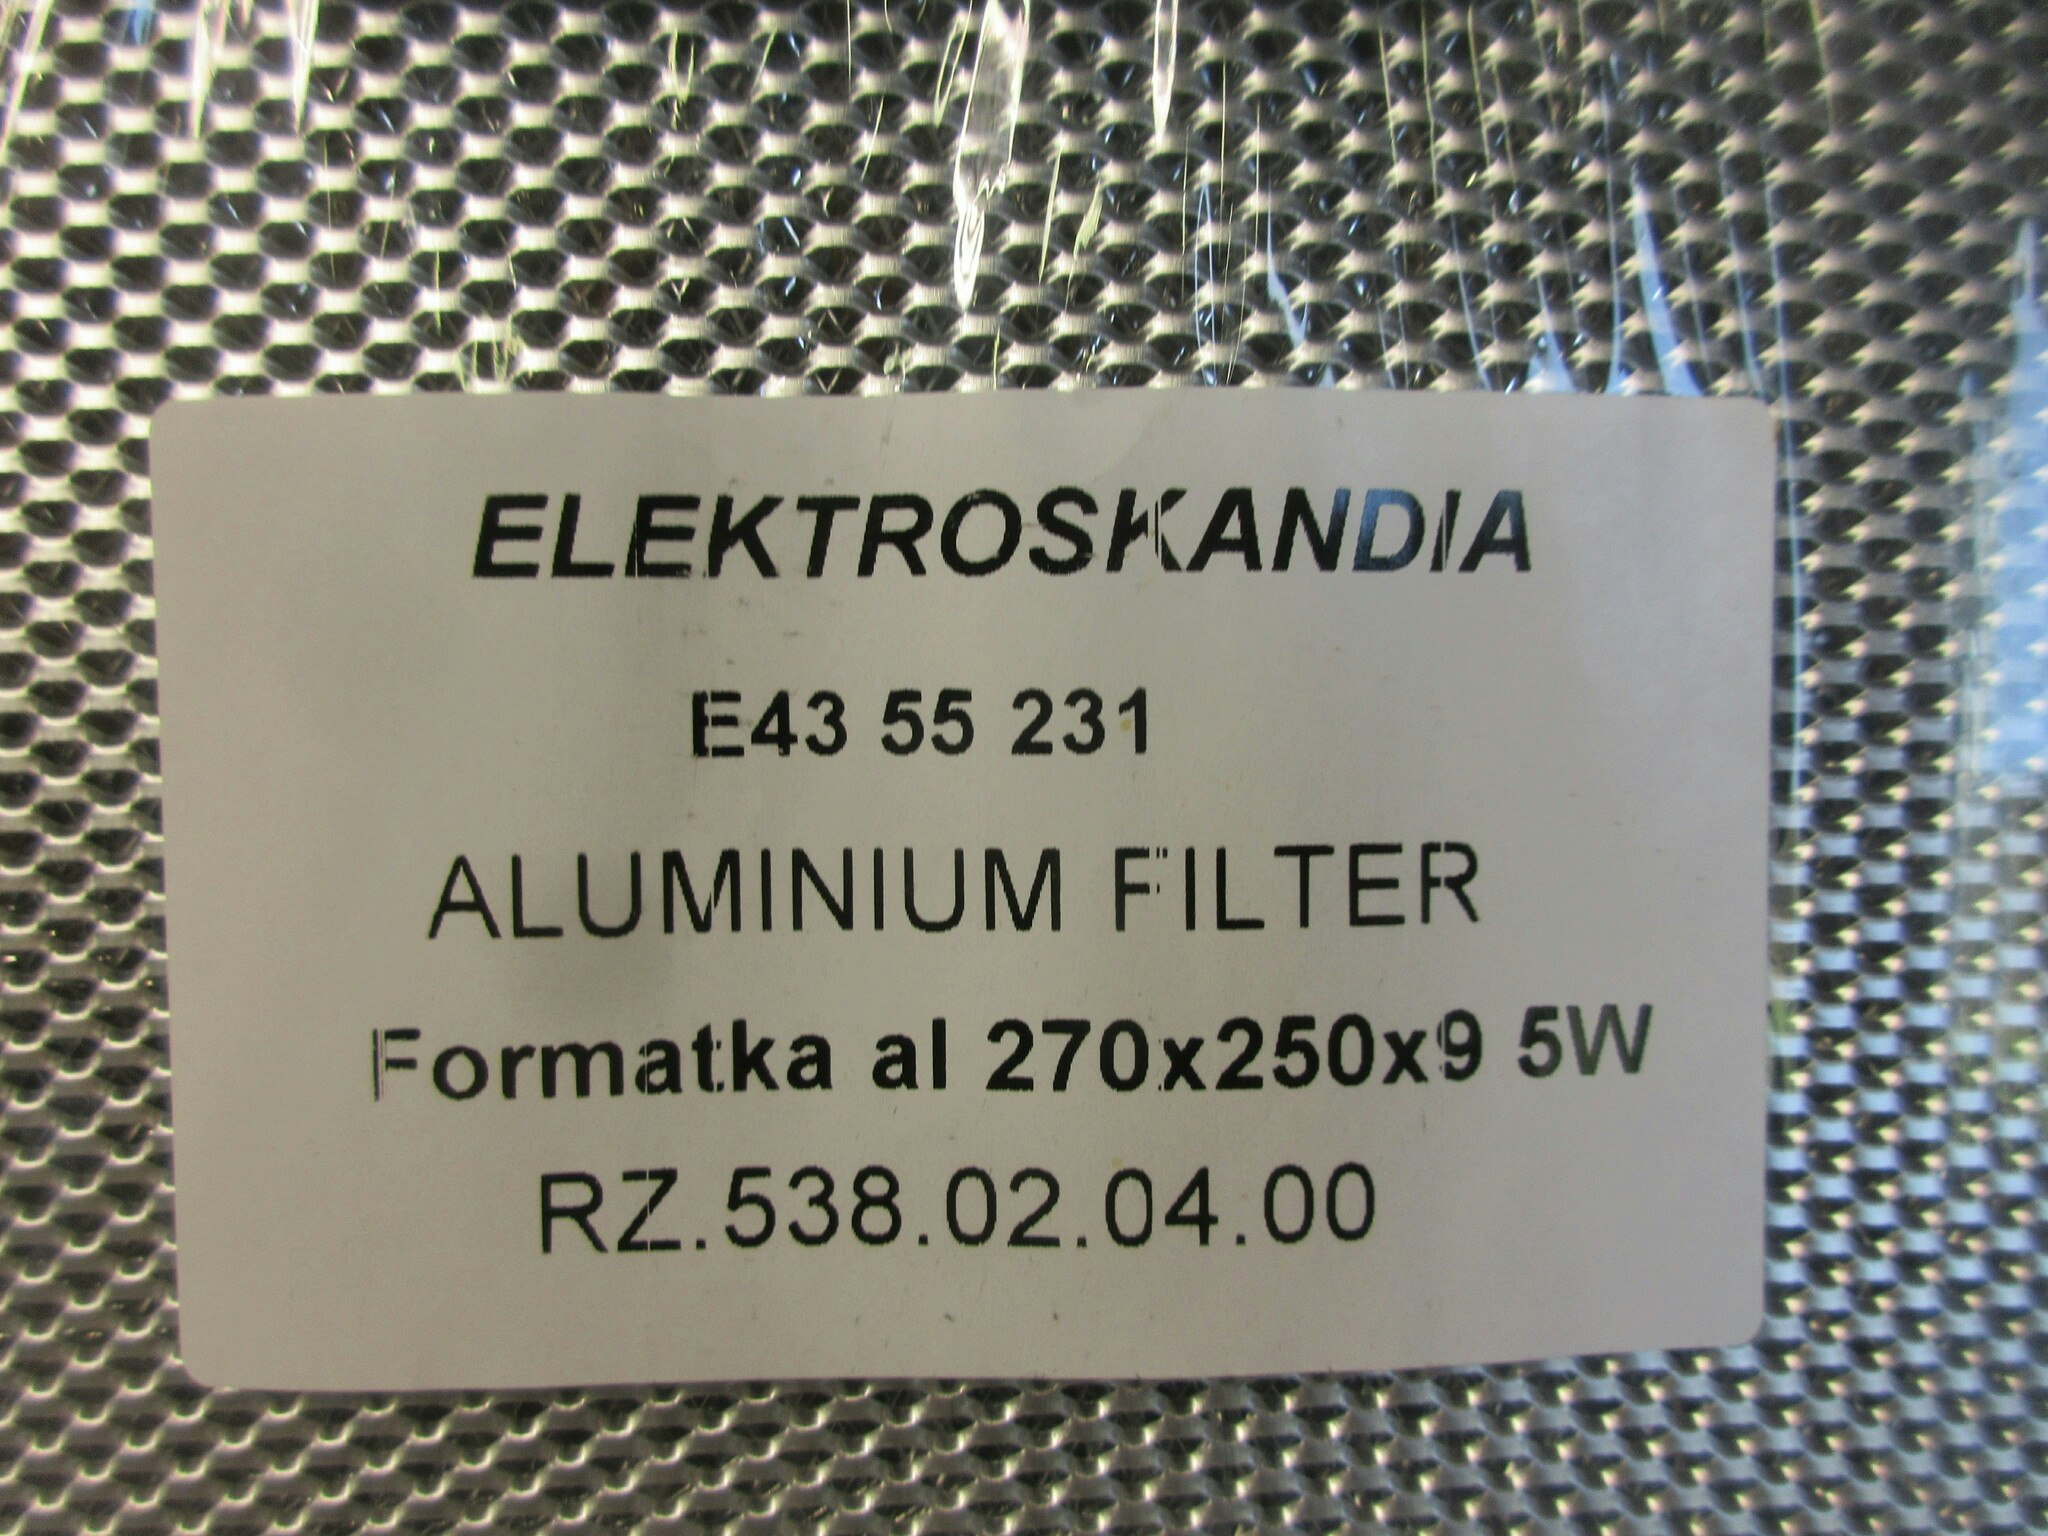 ELEKTROSKANDIA
E43 55 231
ALUMINIUM FILTER
Formatka al 270x250x9 5W
RZ.538.02.04.00